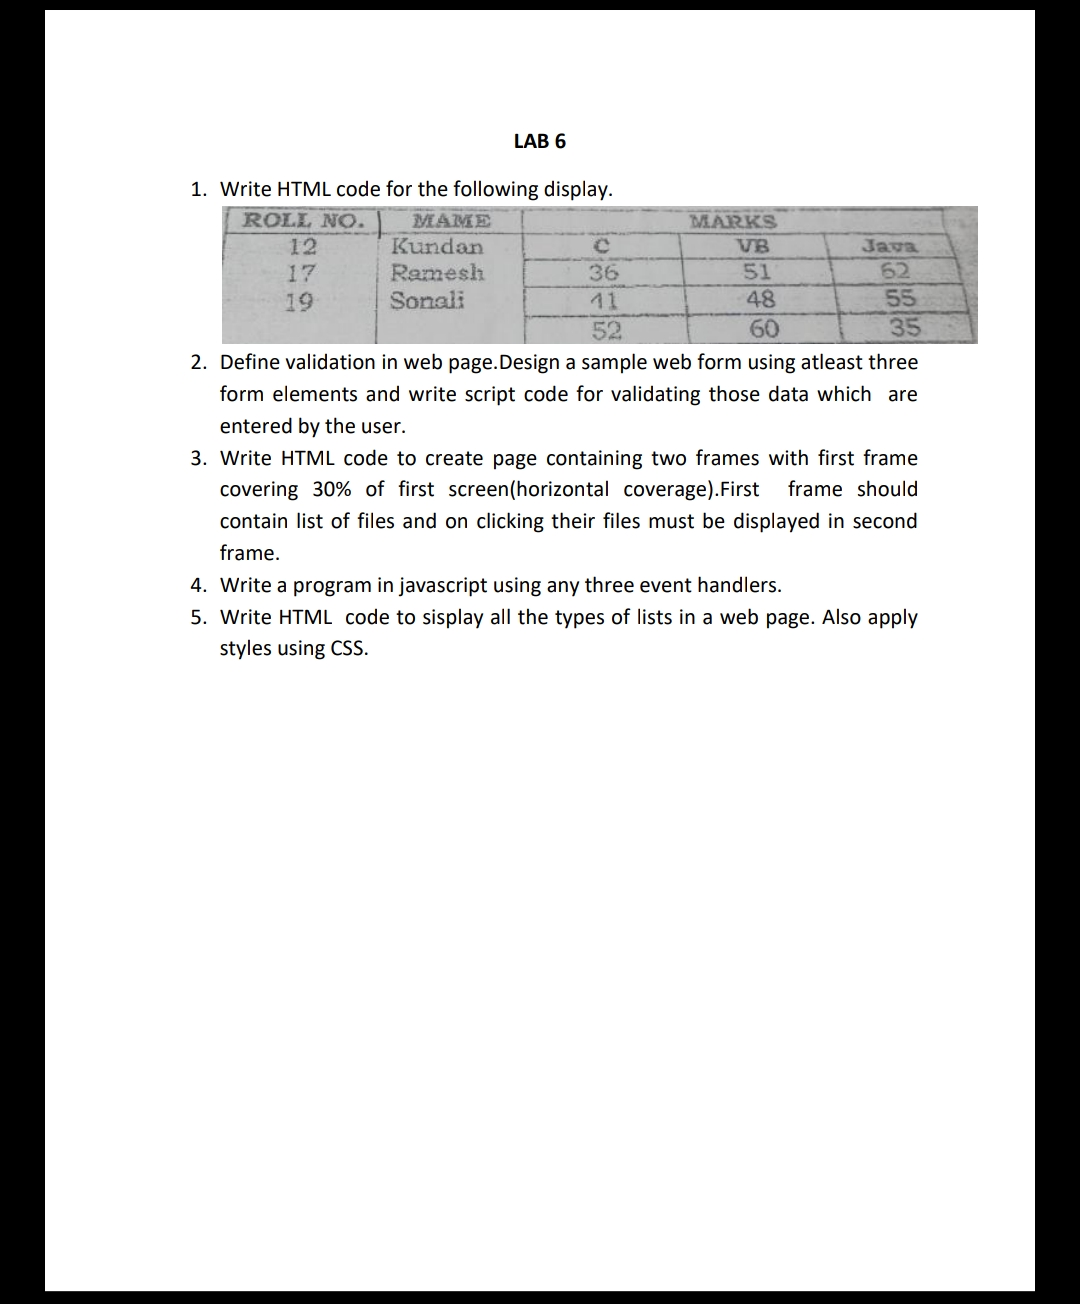 LAB 6
1. Write HTML code for the following display.
ROLL NO. MAME MARKS
12 Kundan C VB Java
17 Ramesh 36 51 62
19 Sonali 41 48 55
52 60 35
2. Define validation in web page.Design a sample web form using atleast three
form elements and write script code for validating those data which are
entered by the user.
3. Write HTML code to create page containing two frames with first frame
covering 30% of first screen(horizontal coverage).First frame should
contain list of files and on clicking their files must be displayed in second
frame.
4. Write a program in javascript using any three event handlers.
5. Write HTML code to sisplay all the types of lists in a web page. Also apply
styles using CSS.